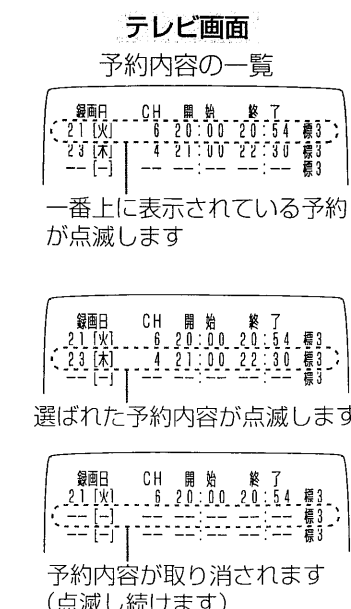 テレビ画面
予約内容の一覧
録画日 CH 開始 終了
21[火] 6 20:00 20:54 標3
23[木] 4 21:00 22:30 標3
--[-] -- --:-- --:-- 標3
一番上に表示されている予約
が点滅します
録画日 CH 開始 終了
21[火] 6 20:00 20:54 標3
23[木] 4 21:00 22:30 標3
--[-] -- --:-- --:-- 標3
選ばれた予約内容が点滅します
録画日 CH 開始 終了
21[火] 6 20:00 20:54 標3
--[-] -- --:-- --:-- 標3
--[-] -- --:-- --:-- 標3
予約内容が取り消されます
(点滅し続けます)